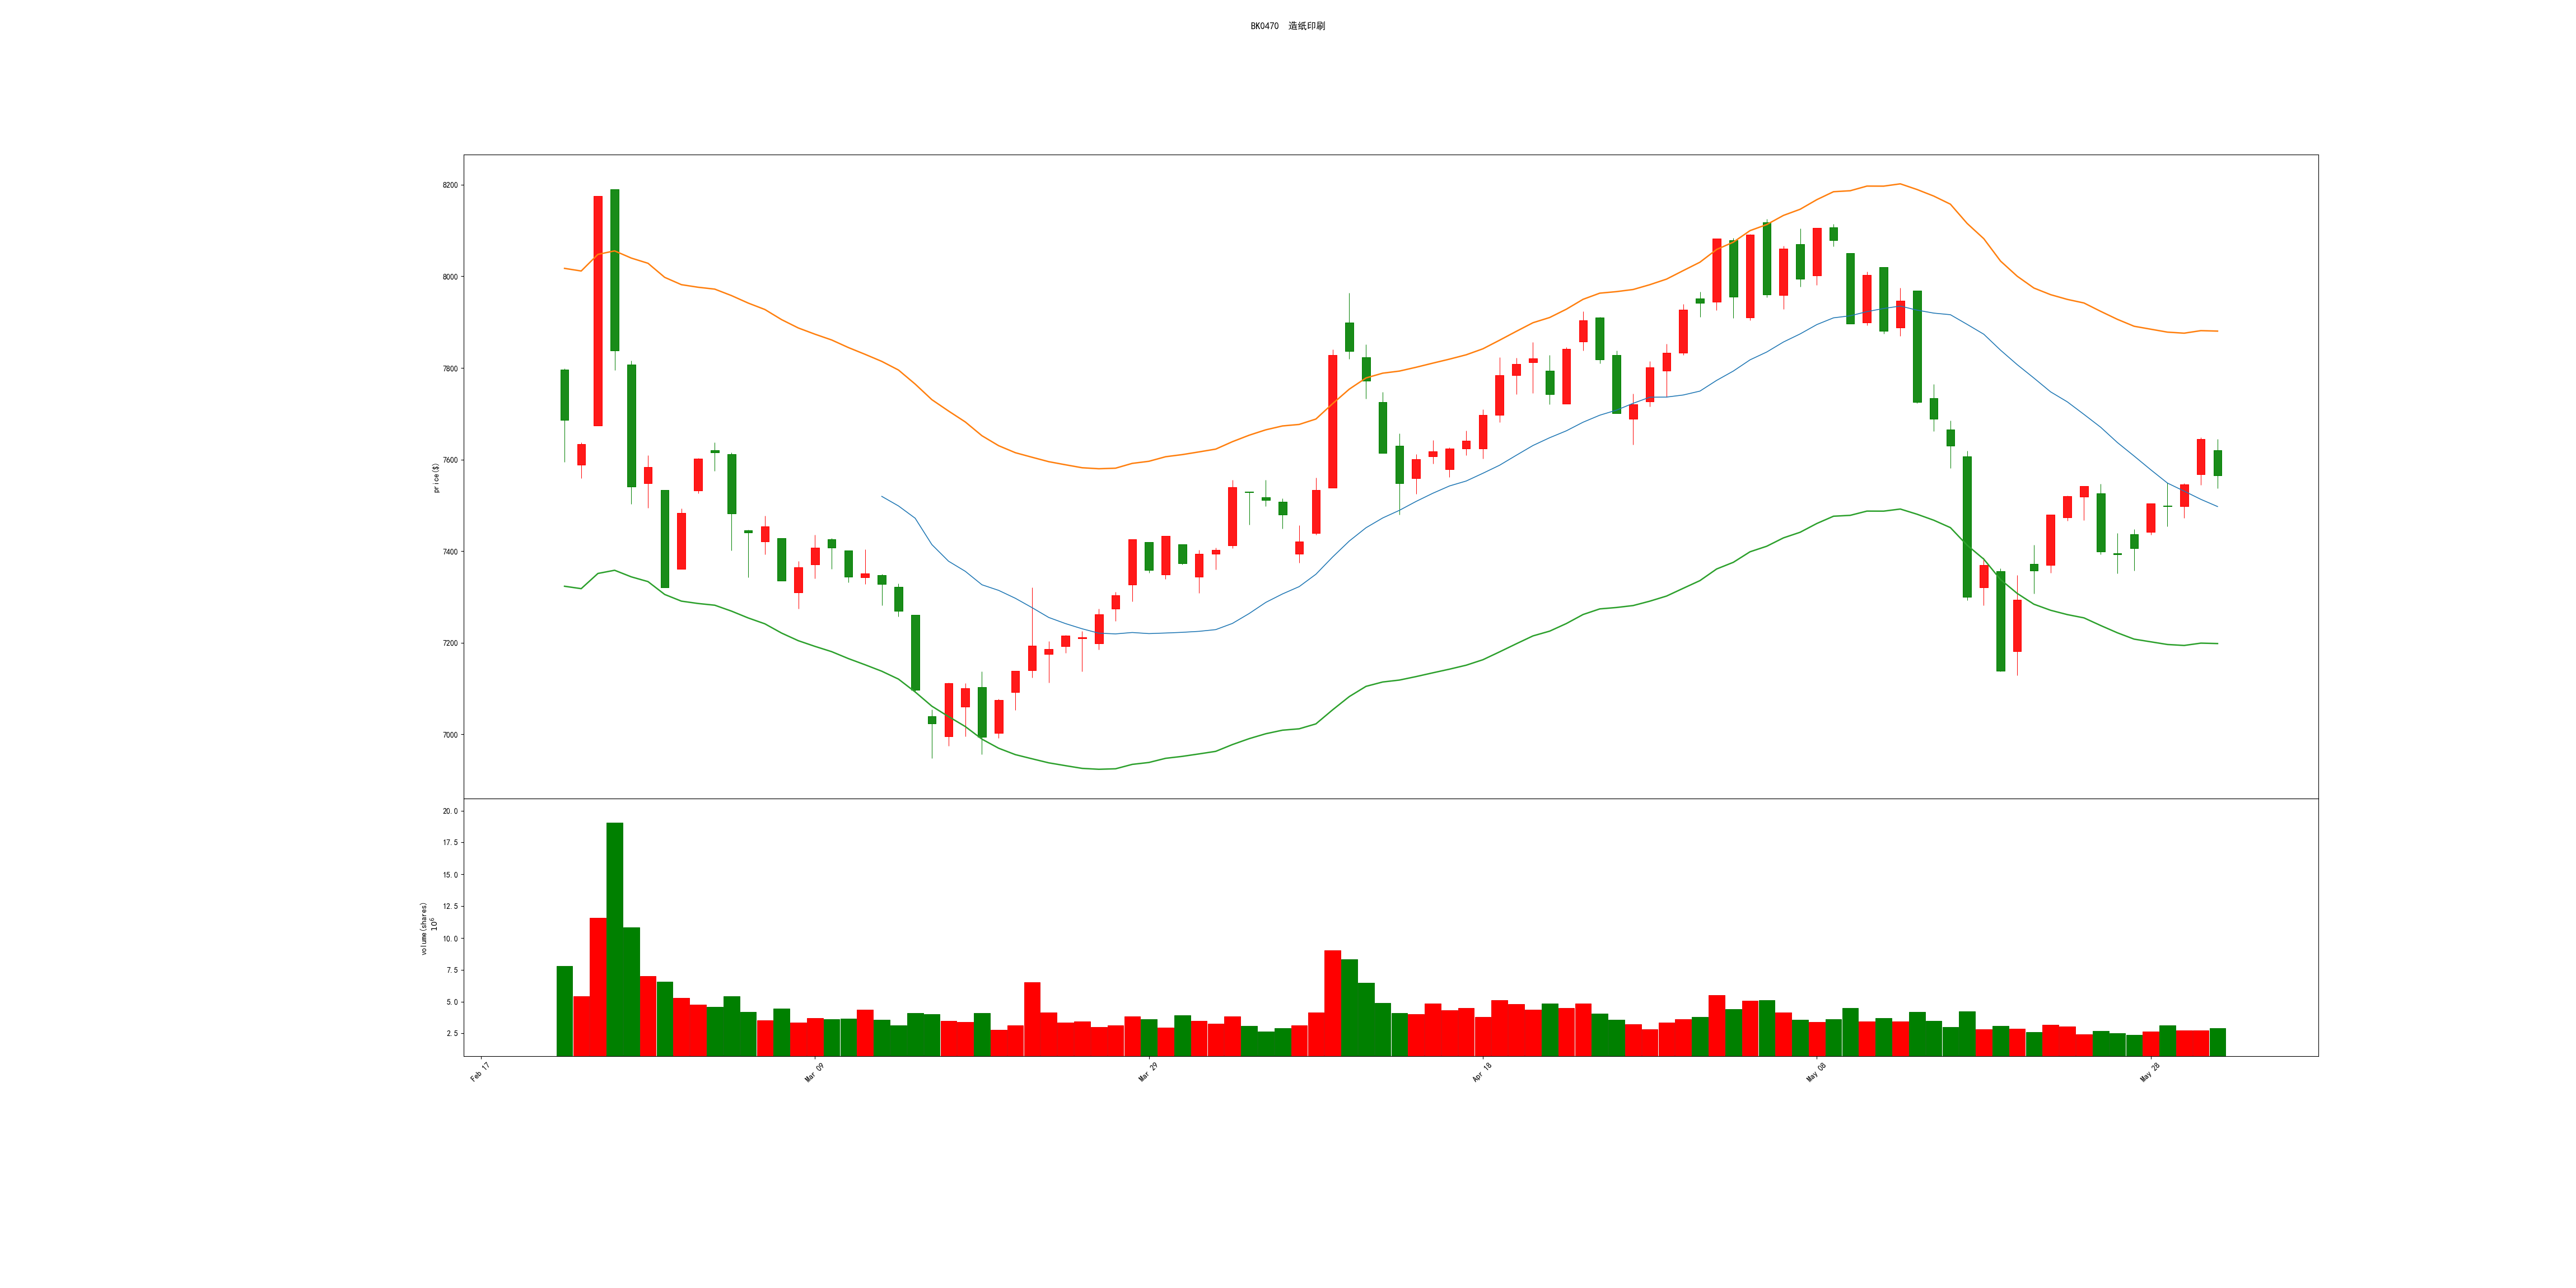 BK0470 造纸印刷
8200
8000
7800
7600
7400
7200
7000
price($)
20.0
17.5
15.0
12.5
10.0
7.5
5.0
2.5
volume(shares)
10^6
Feb 17
Mar 09
Mar 29
Apr 18
May 08
May 28